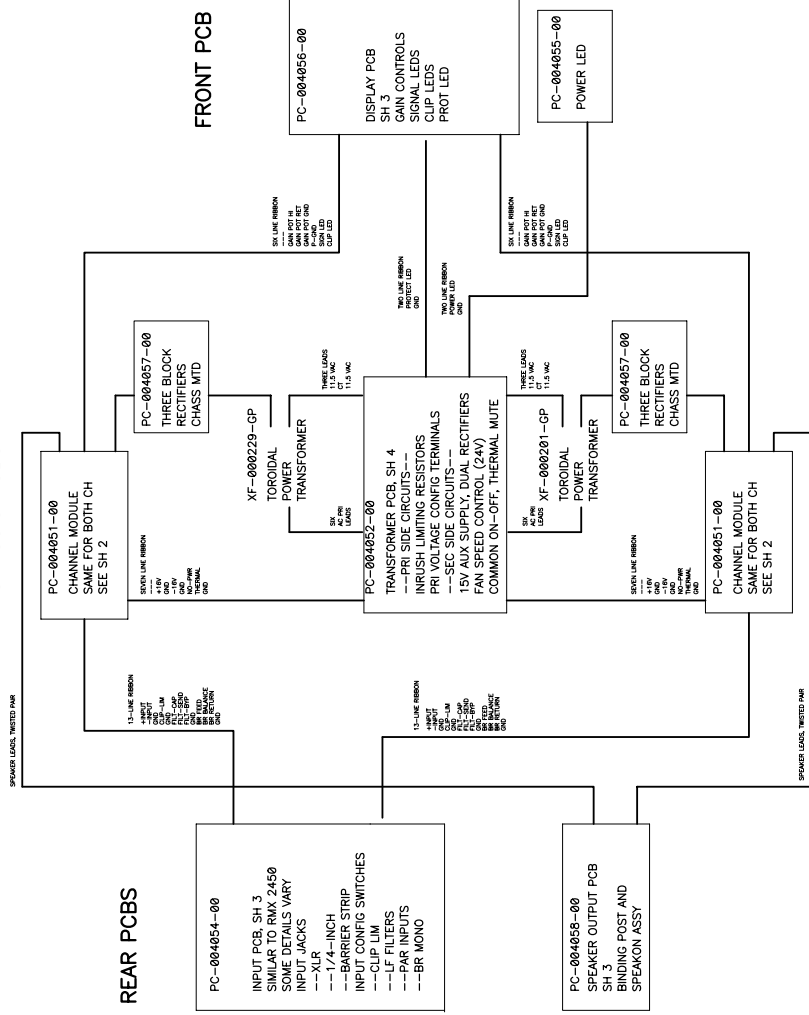 REAR PCBS
FRONT PCB
SPEAKER LEADS, TWISTED PAIR
PC-004054-00
INPUT PCB, SH 3
SIMILAR TO RMX 2450
SOME DETAILS VARY
INPUT JACKS
--XLR
--1/4-INCH
--BARRIER STRIP
INPUT CONFIG SWITCHES
--CLIP LIM
--LF FILTERS
--PAR INPUTS
--BR MONO
PC-004058-00
SPEAKER OUTPUT PCB
SH 3
BINDING POST AND
SPEAKON ASSY
13-LINE RIBBON
+INPUT
-INPUT
GND
CLIP-LIM
GND
FILT-CAP
FILT-SEND
FILT-BYP
GND
BR FEED
BR BALANCE
BR RETURN
GND
13-LINE RIBBON
+INPUT
-INPUT
GND
CLIP-LIM
GND
FILT-CAP
FILT-SEND
FILT-BYP
GND
BR FEED
BR BALANCE
BR RETURN
GND
SPEAKER LEADS, TWISTED PAIR
PC-004051-00
CHANNEL MODULE
SAME FOR BOTH CH
SEE SH 2
SEVEN LINE RIBBON
---
+16V
GND
-16V
GND
NO-PWR
THERMAL
GND
PC-004057-00
THREE BLOCK
RECTIFIERS
CHASS MTD
XF-000229-GP
TOROIDAL
POWER
TRANSFORMER
SIX
AC PRI
LEADS
THREE LEADS
11.5 VAC
CT
11.5 VAC
PC-004052-00
TRANSFORMER PCB, SH 4
--PRI SIDE CIRCUITS--
INRUSH LIMITING RESISTORS
PRI VOLTAGE CONFIG TERMINALS
--SEC SIDE CIRCUITS--
15V AUX SUPPLY, DUAL RECTIFIERS
FAN SPEED CONTROL (24V)
COMMON ON-OFF, THERMAL MUTE
SIX
AC PRI
LEADS
THREE LEADS
11.5 VAC
CT
11.5 VAC
XF-000201-GP
TOROIDAL
POWER
TRANSFORMER
PC-004057-00
THREE BLOCK
RECTIFIERS
CHASS MTD
SEVEN LINE RIBBON
---
+16V
GND
-16V
GND
NO-PWR
THERMAL
GND
PC-004051-00
CHANNEL MODULE
SAME FOR BOTH CH
SEE SH 2
SIX LINE RIBBON
---
GAIN POT HI
GAIN POT RET
GAIN POT GND
P-GND
SIGN LED
CLIP LED
TWO LINE RIBBON
PROTECT LED
GND
TWO LINE RIBBON
POWER LED
GND
SIX LINE RIBBON
---
GAIN POT HI
GAIN POT RET
GAIN POT GND
P-GND
SIGN LED
CLIP LED
PC-004056-00
DISPLAY PCB
SH 3
GAIN CONTROLS
SIGNAL LEDS
CLIP LEDS
PROT LED
PC-004055-00
POWER LED